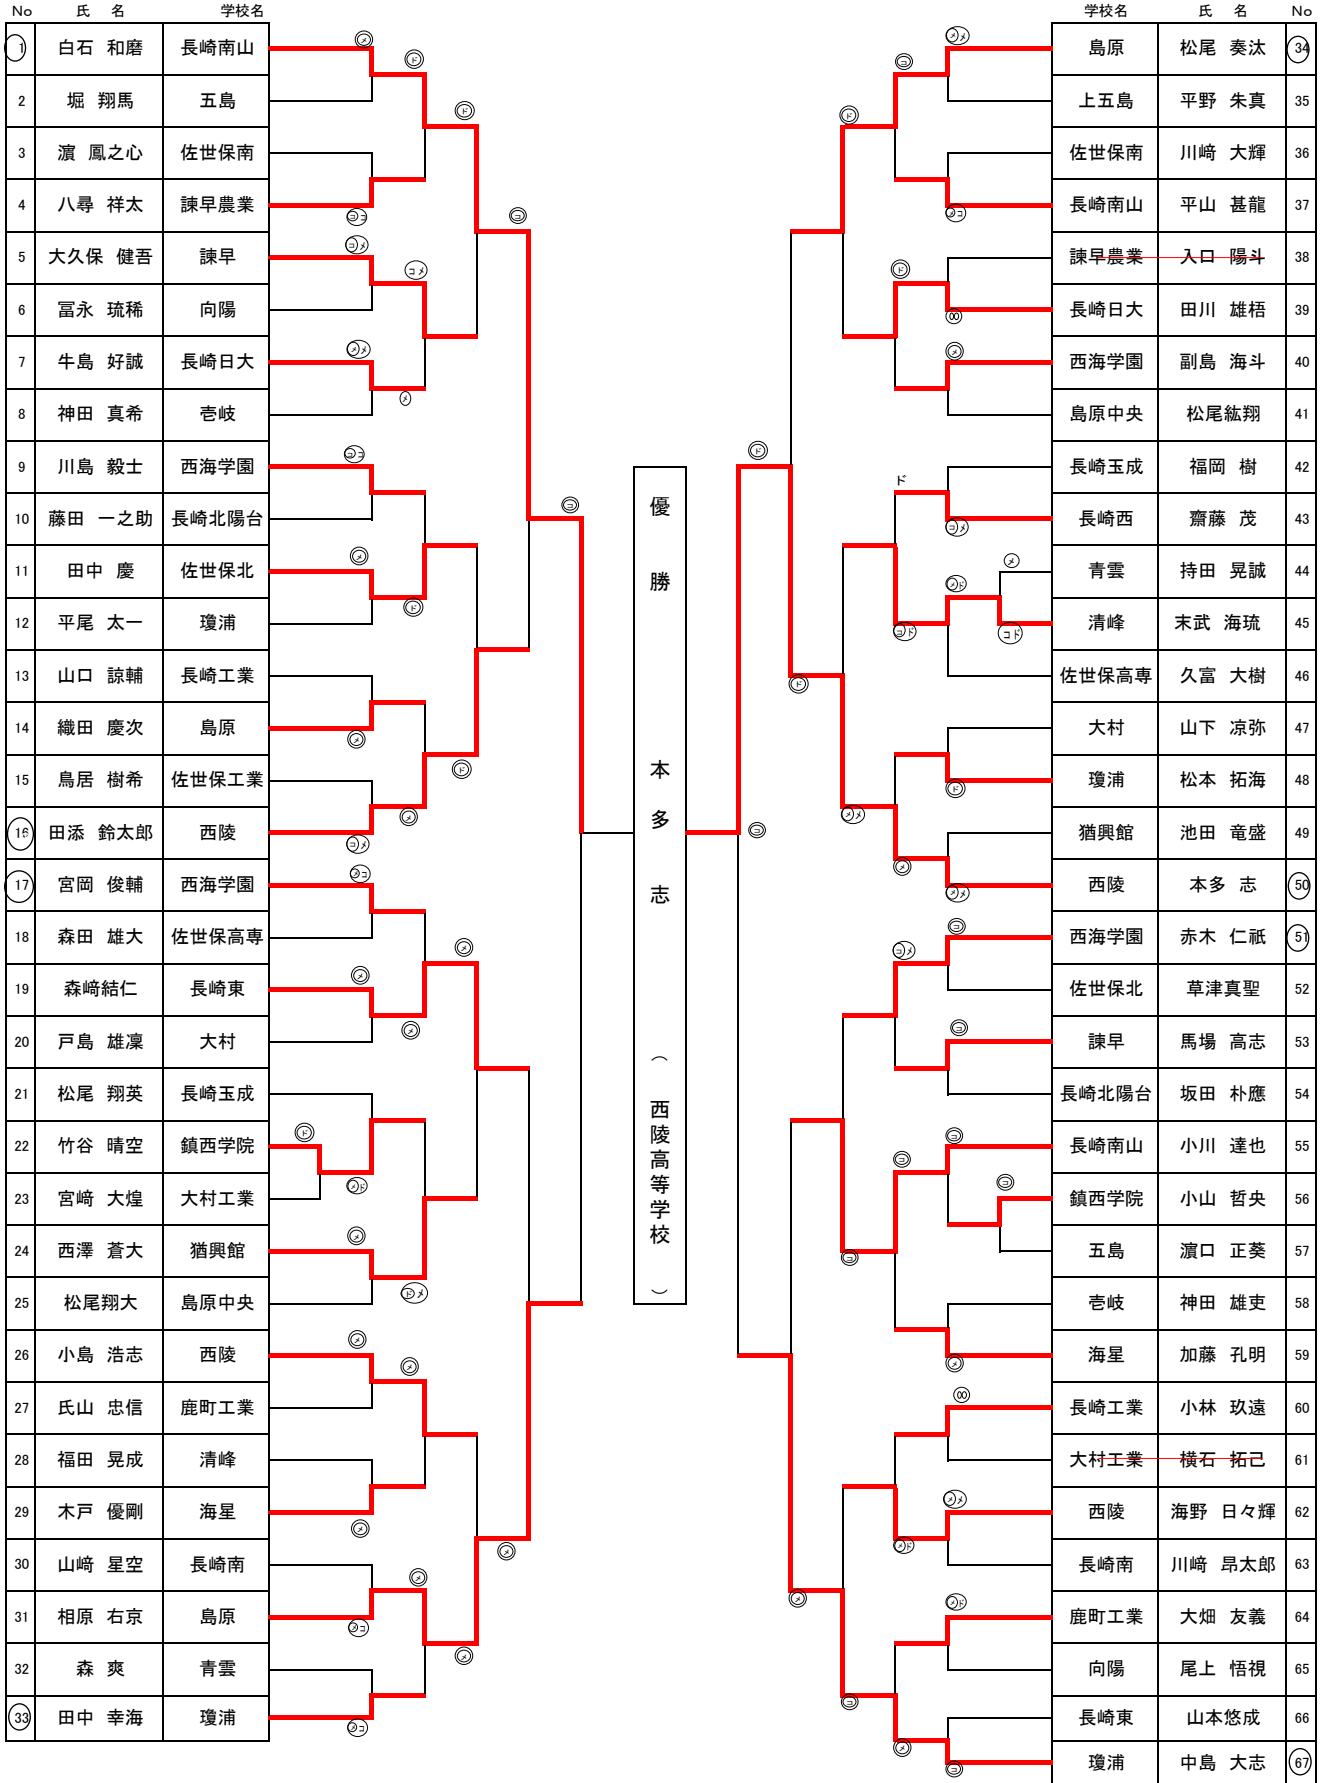 No 氏 名 学校名
1 白石 和磨 長崎南山
2 堀 翔馬 五島
3 濵 鳳之心 佐世保南
4 八尋 祥太 諫早農業
5 大久保 健吾 諫早
6 冨永 琉稀 向陽
7 牛島 好誠 長崎日大
8 神田 真希 壱岐
9 川島 毅士 西海学園
10 藤田 一之助 長崎北陽台
11 田中 慶 佐世保北
12 平尾 太一 瓊浦
13 山口 諒輔 長崎工業
14 織田 慶次 島原
15 鳥居 樹希 佐世保工業
16 田添 鈴太郎 西陵
17 宮岡 俊輔 西海学園
18 森田 雄大 佐世保高専
19 森﨑結仁 長崎東
20 戸島 雄凜 大村
21 松尾 翔英 長崎玉成
22 竹谷 晴空 鎮西学院
23 宮﨑 大煌 大村工業
24 西澤 蒼大 猶興館
25 松尾翔大 島原中央
26 小島 浩志 西陵
27 氏山 忠信 鹿町工業
28 福田 晃成 清峰
29 木戸 優剛 海星
30 山﨑 星空 長崎南
31 相原 右京 島原
32 森 爽 青雲
33 田中 幸海 瓊浦
優勝 本多志 （西陵高等学校）
学校名 氏 名 No
島原 松尾 奏汰 34
上五島 平野 朱真 35
佐世保南 川﨑 大輝 36
長崎南山 平山 甚龍 37
諫早農業 入口 陽斗 38
長崎日大 田川 雄梧 39
西海学園 副島 海斗 40
島原中央 松尾紘翔 41
長崎玉成 福岡 樹 42
長崎西 齋藤 茂 43
青雲 持田 晃誠 44
清峰 末武 海琉 45
佐世保高専 久富 大樹 46
大村 山下 凉弥 47
瓊浦 松本 拓海 48
猶興館 池田 竜盛 49
西陵 本多 志 50
西海学園 赤木 仁祇 51
佐世保北 草津真聖 52
諫早 馬場 高志 53
長崎北陽台 坂田 朴應 54
長崎南山 小川 達也 55
鎮西学院 小山 哲央 56
五島 濵口 正葵 57
壱岐 神田 雄吏 58
海星 加藤 孔明 59
長崎工業 小林 玖遠 60
大村工業 横石 拓己 61
西陵 海野 日々輝 62
長崎南 川﨑 昂太郎 63
鹿町工業 大畑 友義 64
向陽 尾上 悟視 65
長崎東 山本悠成 66
瓊浦 中島 大志 67